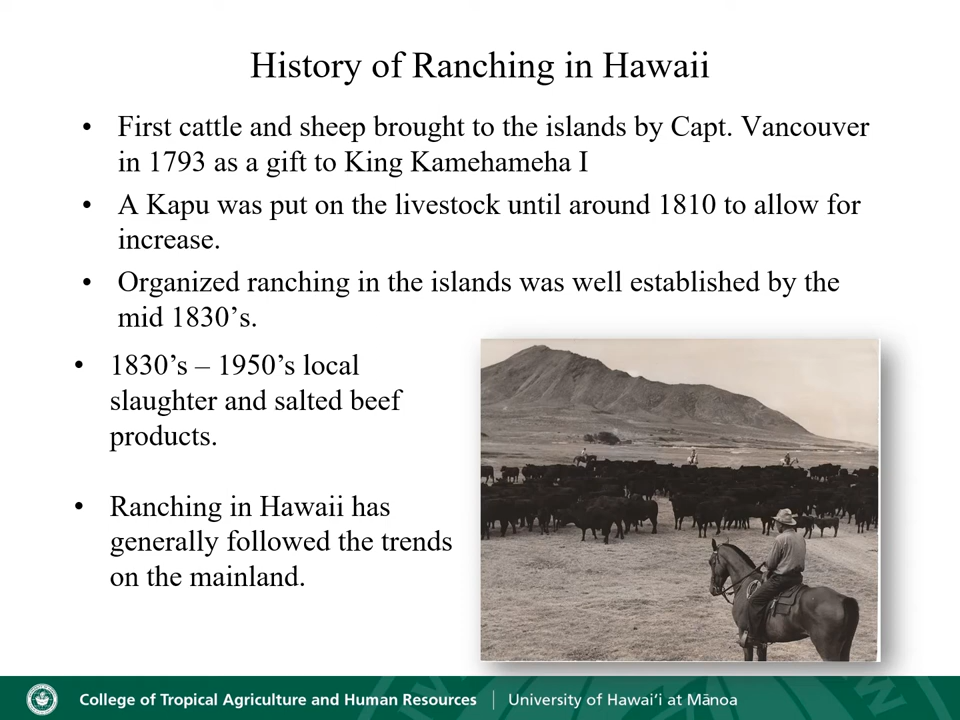 History of Ranching in Hawaii
• First cattle and sheep brought to the islands by Capt. Vancouver
in 1793 as a gift to King Kamehameha I
• A Kapu was put on the livestock until around 1810 to allow for
increase.
• Organized ranching in the islands was well established by the
mid 1830’s.
• 1830’s – 1950’s local
slaughter and salted beef
products.
• Ranching in Hawaii has
generally followed the trends
on the mainland.
College of Tropical Agriculture and Human Resources | University of Hawai‘i at Mānoa